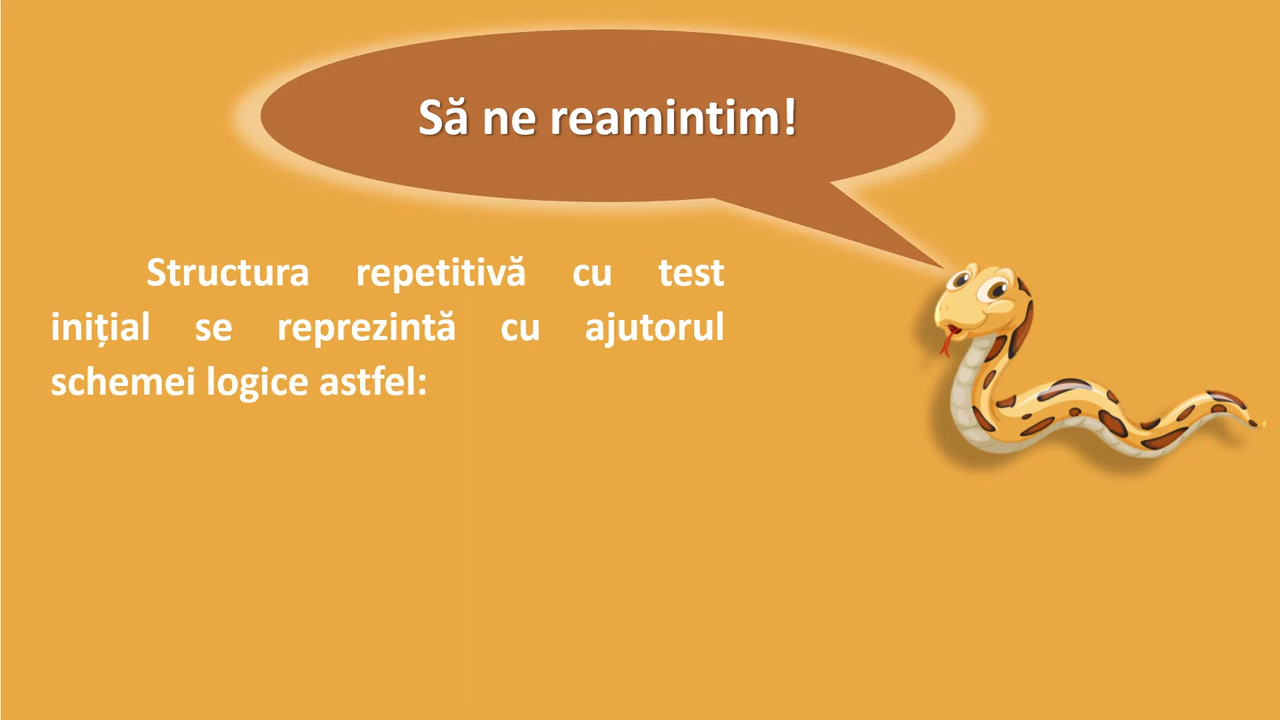 Să ne reamintim!
Structura repetitivă cu test
inițial se reprezintă cu ajutorul
schemei logice astfel: